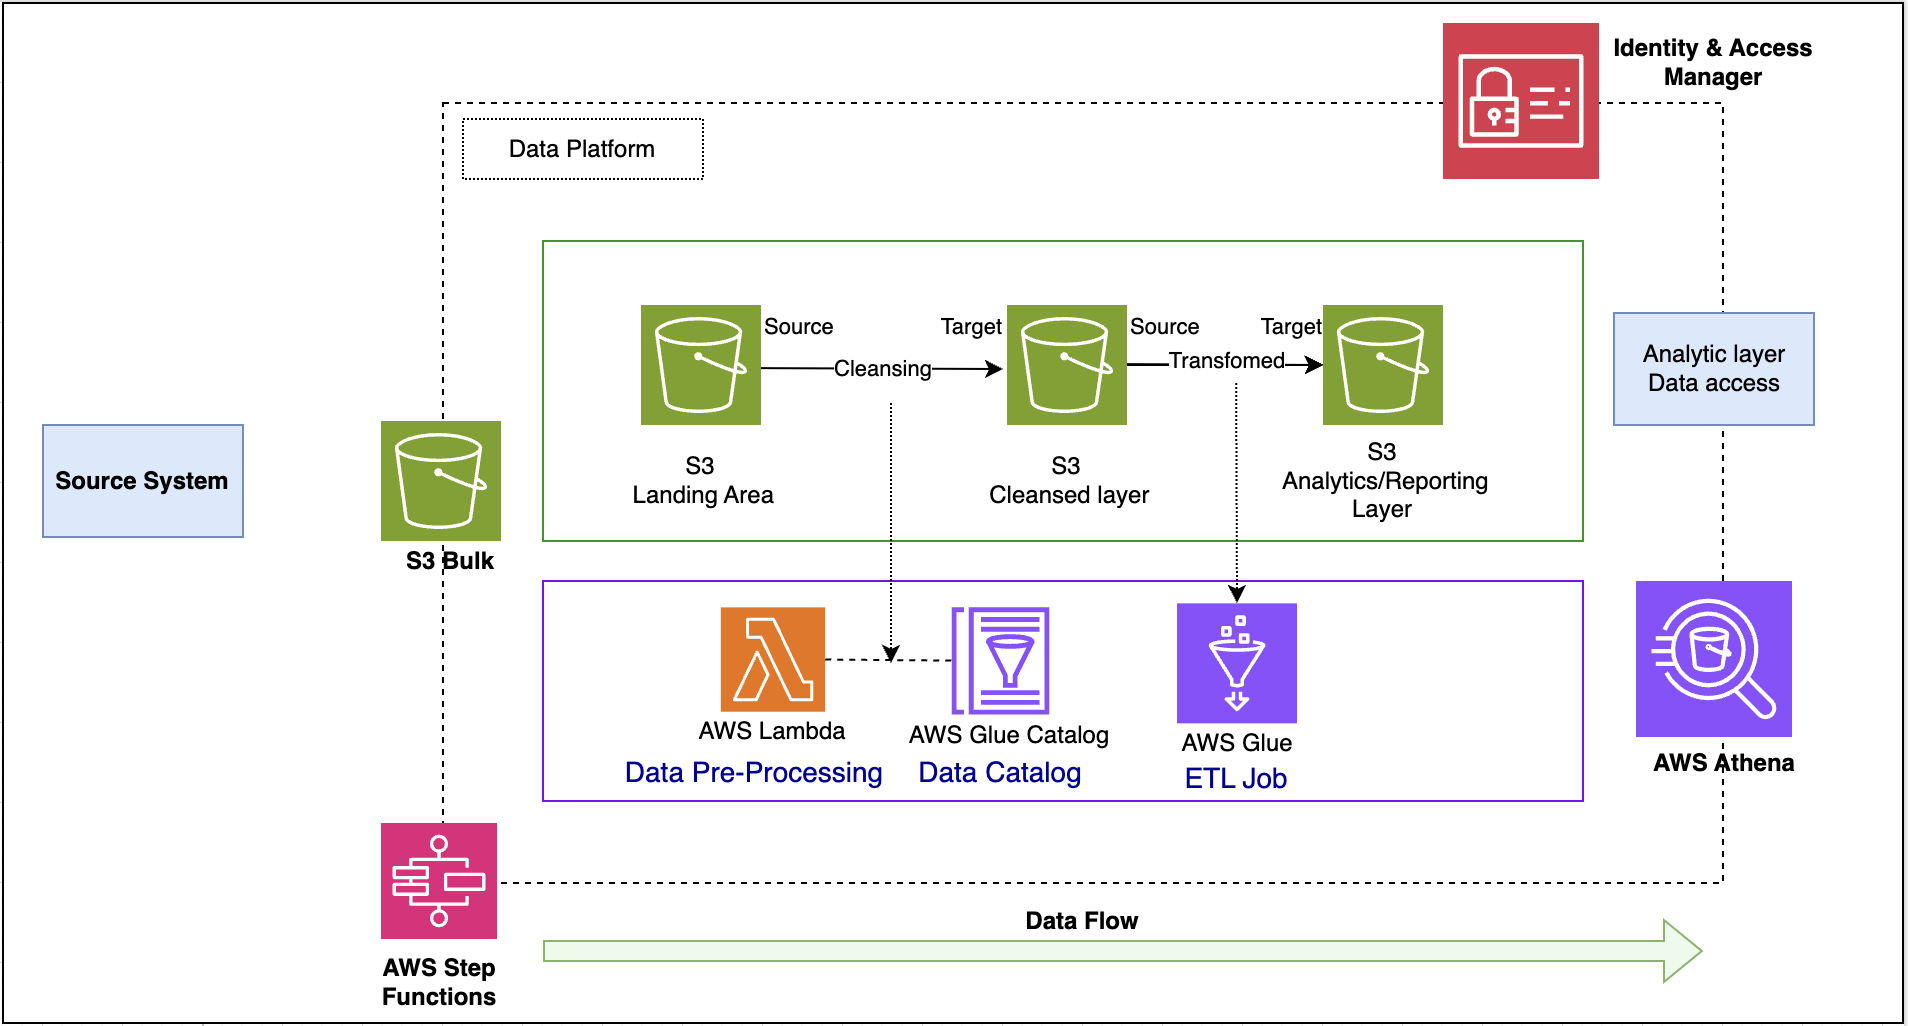 Identity & Access
Manager
Data Platform
Source
Target
Source
Target
Cleansing
Transfomed
Analytic layer
Data access
Source System
S3
Landing Area
S3
Cleansed layer
S3
Analytics/Reporting
Layer
S3 Bulk
AWS Lambda
Data Pre-Processing
AWS Glue Catalog
Data Catalog
AWS Glue
ETL Job
AWS Athena
Data Flow
AWS Step
Functions